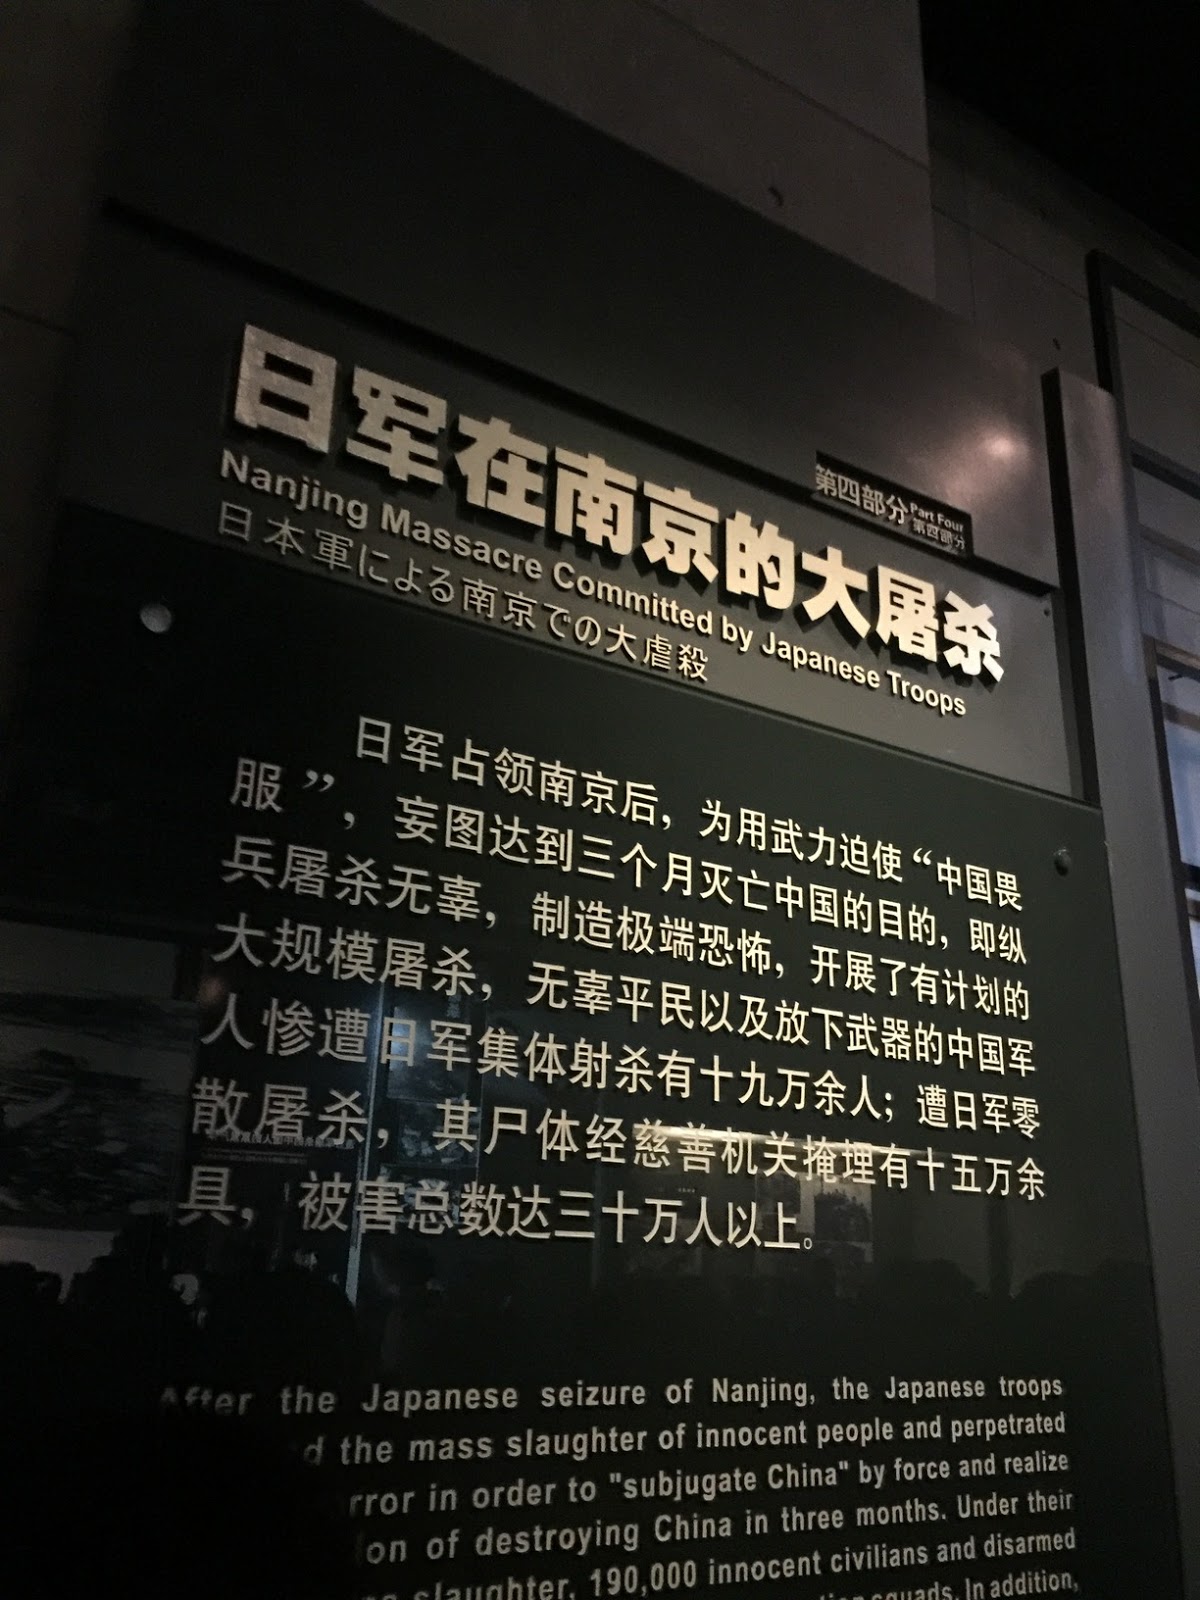 第四部分 Part Four
第四部分
日军在南京的大屠杀
Nanjing Massacre Committed by Japanese Troops
日本軍による南京での大虐殺
日军占领南京后，为用武力迫使“中国畏
服”，妄图达到三个月灭亡中国的目的，即纵
兵屠杀无辜，制造极端恐怖，开展了有计划的
大规模屠杀，无辜平民以及放下武器的中国军
人惨遭日军集体射杀有十九万余人；遭日军零
散屠杀，其尸体经慈善机关掩埋有十五万余
具，被害总数达三十万人以上。
After the Japanese seizure of Nanjing, the Japanese troops
the mass slaughter of innocent people and perpetrated
in order to "subjugate China" by force and realize
of destroying China in three months. Under their
slaughter, 190,000 innocent civilians and disarmed
squads. In addition,